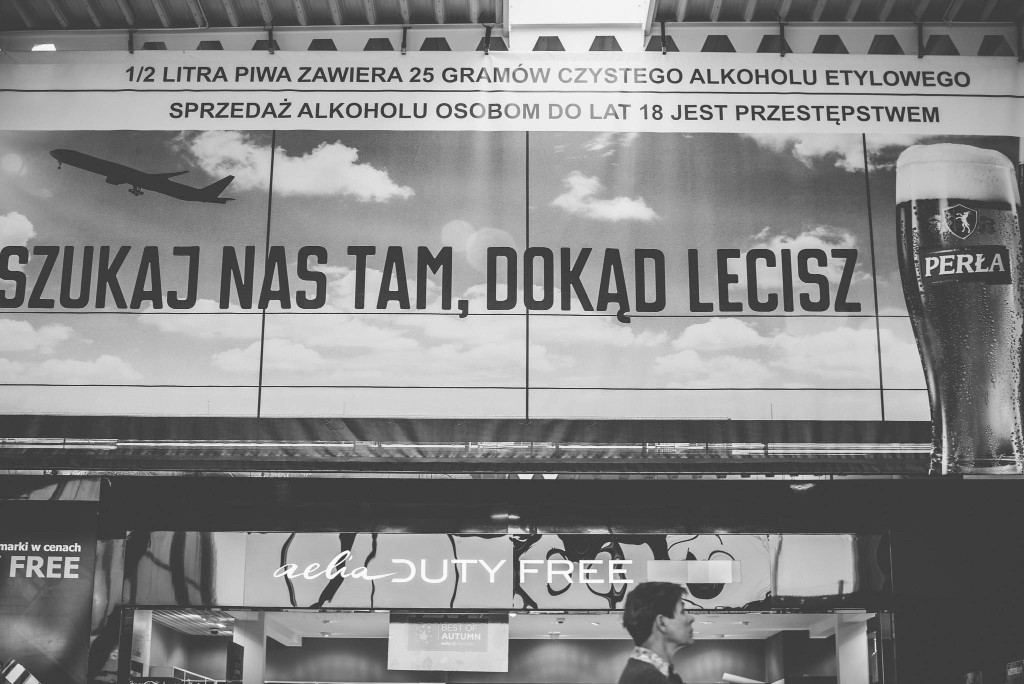 1/2 LITRA PIWA ZAWIERA 25 GRAMÓW CZYSTEGO ALKOHOLU ETYLOWEGO
SPRZEDAŻ ALKOHOLU OSOBOM DO LAT 18 JEST PRZESTĘPSTWEM
SZUKAJ NAS TAM, DOKĄD LECISZ
PERŁA
marki w cenach
FREE
aelia DUTY FREE
BEST OF
AUTUMN